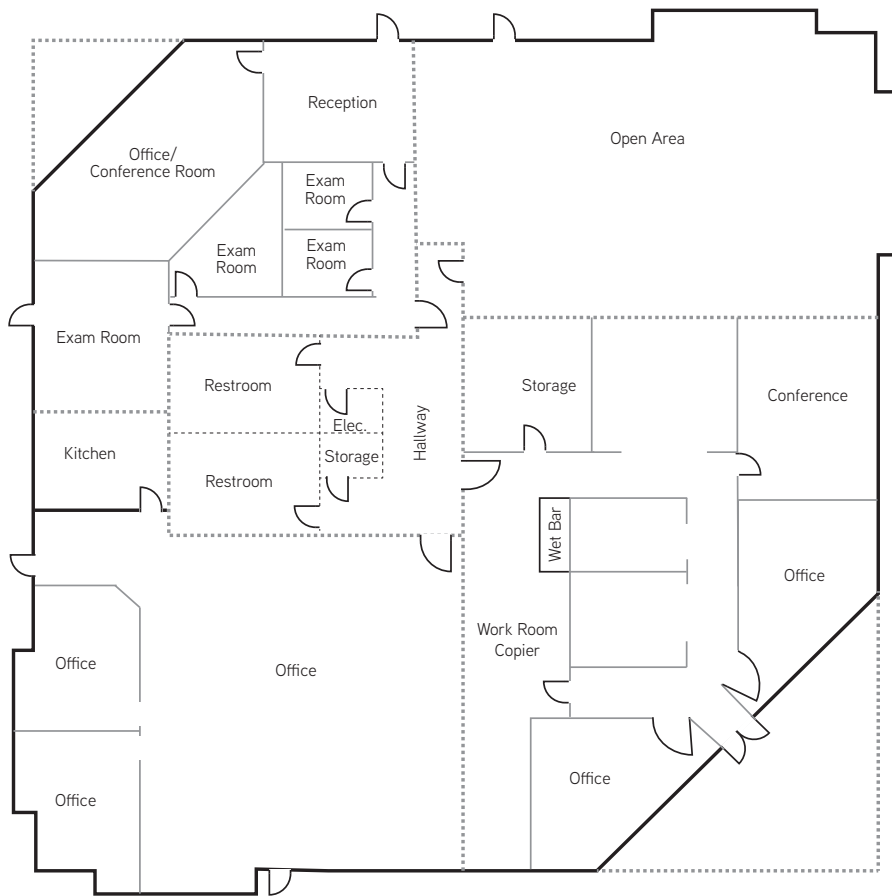 Reception
Open Area
Office/
Conference Room
Exam
Room
Exam
Room
Exam
Room
Exam Room
Restroom
Storage
Conference
Elec.
Hallway
Kitchen
Storage
Restroom
Wet Bar
Office
Work Room
Copier
Office
Office
Office
Office